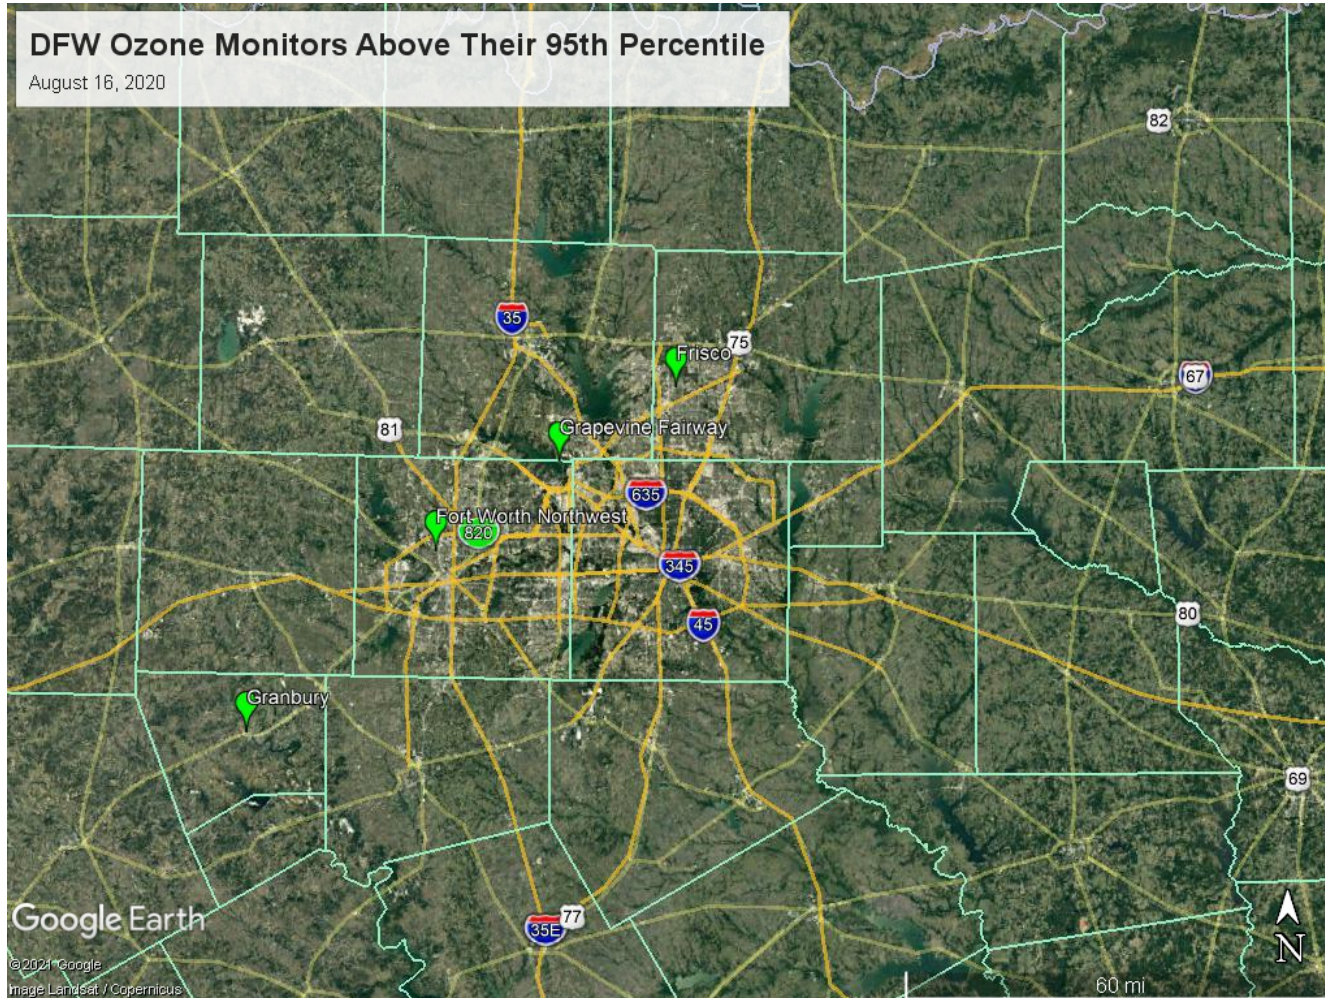 DFW Ozone Monitors Above Their 95th Percentile
August 16, 2020
82
35
75
Frisco
67
81
Grapevine Fairway
635
Fort Worth Northwest
820
345
45
80
Granbury
69
77
35E
Google Earth
N
©2021 Google
60 mi
Image Landsat / Copernicus